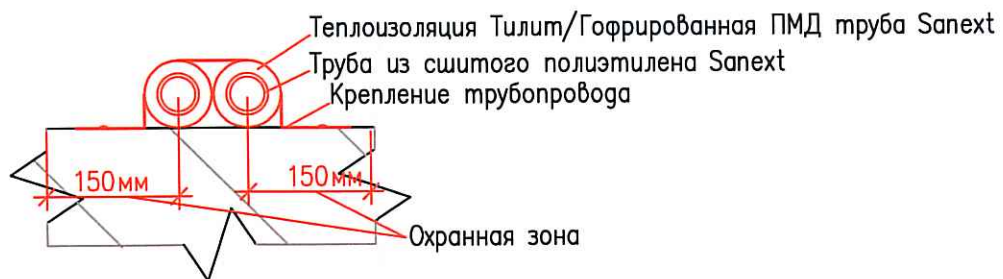 Теплоизоляция Тилит/Гофрированная ПМД труба Sanext
Труба из сшитого полиэтилена Sanext
Крепление трубопровода
150мм
150мм
Охранная зона